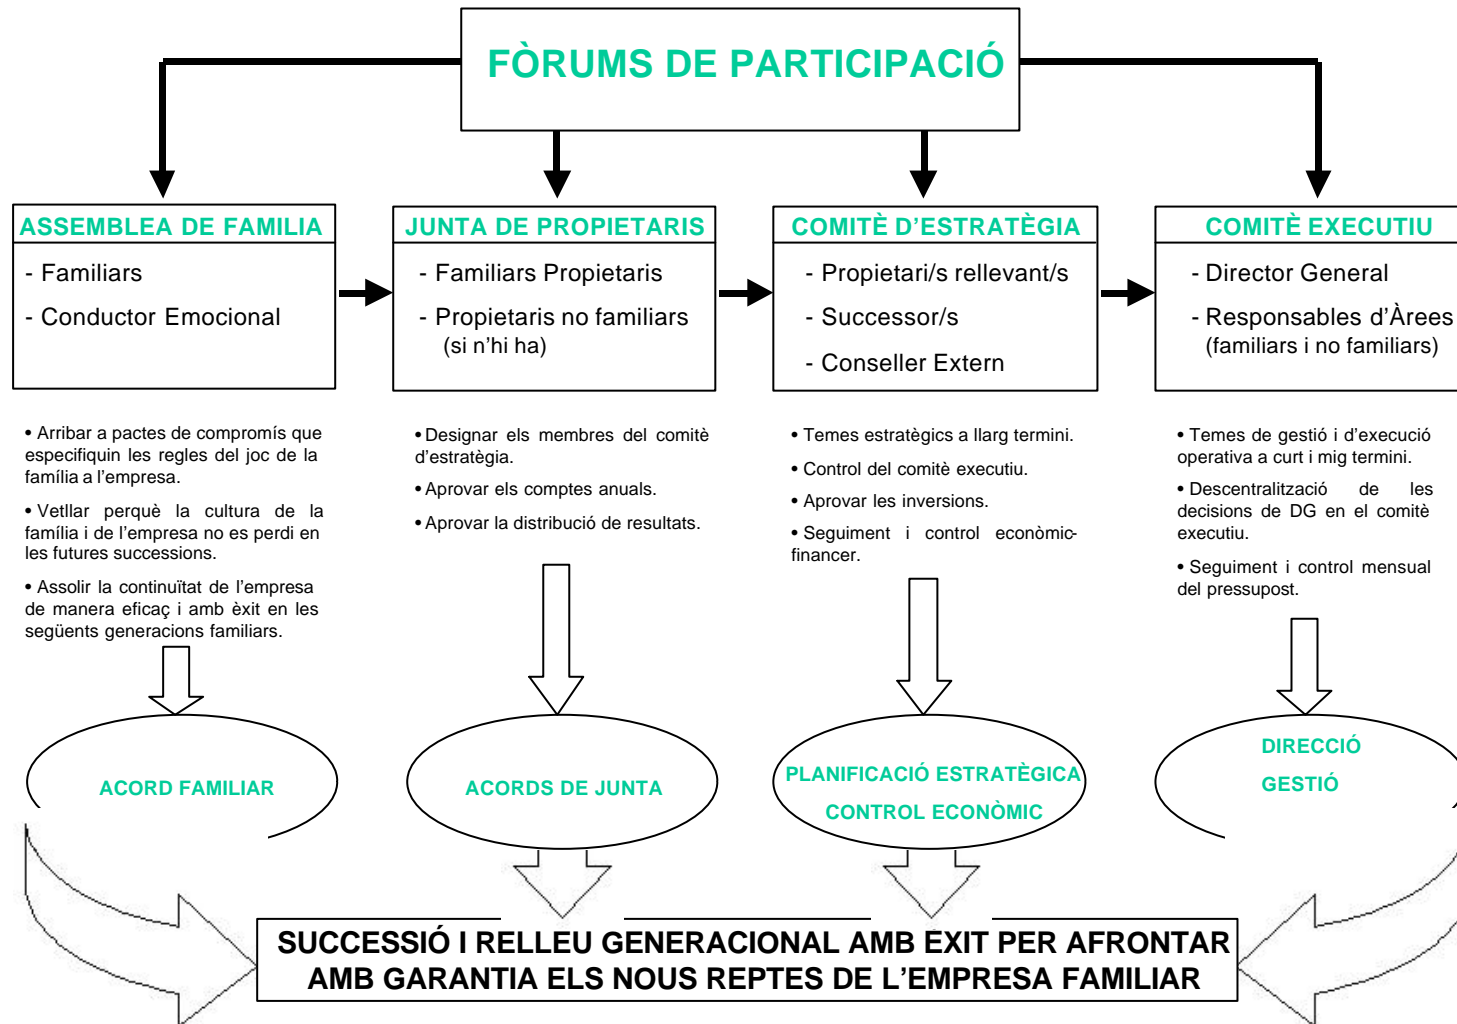 FÒRUMS DE PARTICIPACIÓ
ASSEMBLEA DE FAMILIA
- Familiars
- Conductor Emocional
JUNTA DE PROPIETARIS
- Familiars Propietaris
- Propietaris no familiars
(si n'hi ha)
COMITÈ D'ESTRATÈGIA
- Propietari/s rellevant/s
- Successor/s
- Conseller Extern
COMITÈ EXECUTIU
- Director General
- Responsables d'Àrees
(familiars i no familiars)
• Arribar a pactes de compromís que
especifiquin les regles del joc de la
família a l'empresa.
• Vetllar perquè la cultura de la
família i de l'empresa no es perdi en
les futures successions.
• Assolir la continuïtat de l'empresa
de manera eficaç i amb èxit en les
següents generacions familiars.
• Designar els membres del comitè
d'estratègia.
• Aprovar els comptes anuals.
• Aprovar la distribució de resultats.
• Temes estratègics a llarg termini.
• Control del comitè executiu.
• Aprovar les inversions.
• Seguiment i control econòmic-
financer.
• Temes de gestió i d'execució
operativa a curt i mig termini.
• Descentralització de les
decisions de DG en el comitè
executiu.
• Seguiment i control mensual
del pressupost.
ACORD FAMILIAR
ACORDS DE JUNTA
PLANIFICACIÓ ESTRATÈGICA
CONTROL ECONÒMIC
DIRECCIÓ
GESTIÓ
SUCCESSIÓ I RELLEU GENERACIONAL AMB ÈXIT PER AFRONTAR
AMB GARANTIA ELS NOUS REPTES DE L'EMPRESA FAMILIAR